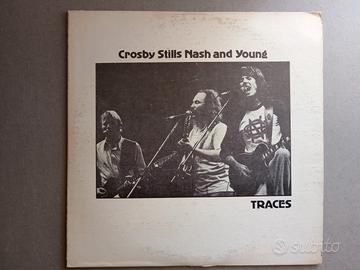 Crosby Stills Nash and Young
TRACES
subito